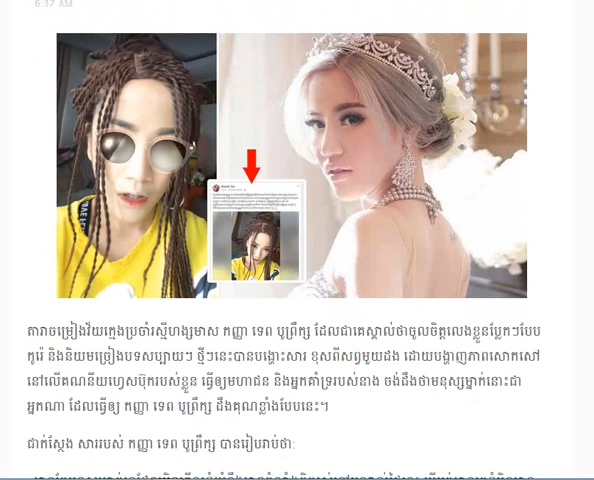 6:37 AM
តារាចម្រៀងវ័យក្មេងប្រចាំរស្មីហង្សមាស កញ្ញា ទេព បូព្រឹក្ស ដែលជាគេស្គាល់ថាចូលចិត្តលេងខ្លួនប្លែកៗបែប
កូរ៉េ និងនិយមច្រៀងបទសប្បាយៗ ថ្មីៗនេះបានបង្ហោះសារ ខុសពីសព្វមួយដង ដោយបង្ហាញភាពសោកសៅ
នៅលើគណនីយហ្វេសប៊ុករបស់ខ្លួន ធ្វើឲ្យមហាជន និងអ្នកគាំទ្ររបស់នាង ចង់ដឹងថាមនុស្សម្នាក់នោះជា
អ្នកណា ដែលធ្វើឲ្យ កញ្ញា ទេព បូព្រឹក្ស ដឹងគុណខ្លាំងបែបនេះ។
ជាក់ស្តែង សាររបស់ កញ្ញា ទេព បូព្រឹក្ស បានរៀបរាប់ថា: